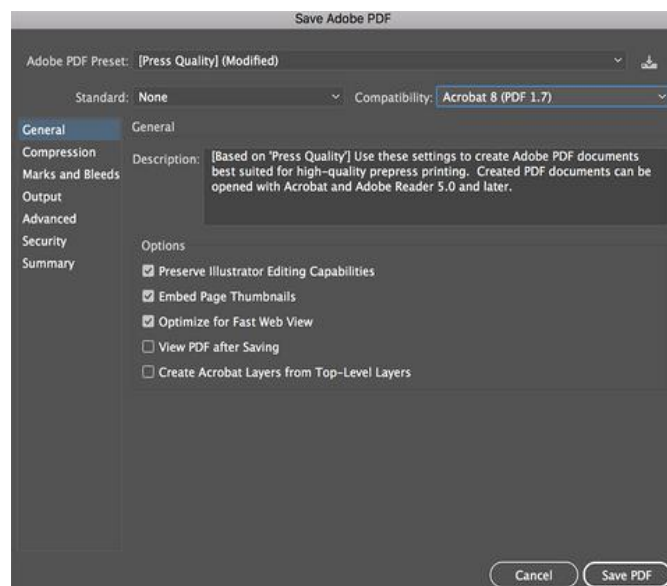 Save Adobe PDF
Adobe PDF Preset: [Press Quality] (Modified)
Standard: None Compatibility: Acrobat 8 (PDF 1.7)
General
Compression
Marks and Bleeds
Output
Advanced
Security
Summary
General
Description: [Based on 'Press Quality'] Use these settings to create Adobe PDF documents
best suited for high-quality prepress printing. Created PDF documents can be
opened with Acrobat and Adobe Reader 5.0 and later.
Options
Preserve Illustrator Editing Capabilities
Embed Page Thumbnails
Optimize for Fast Web View
View PDF after Saving
Create Acrobat Layers from Top-Level Layers
Cancel Save PDF